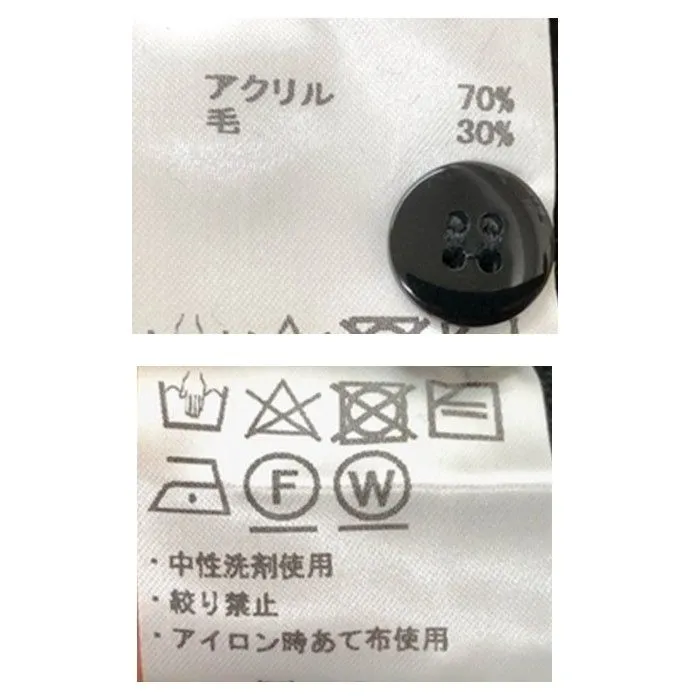 アクリル 70%
毛 30%
F W
・中性洗剤使用
・絞り禁止
・アイロン時あて布使用